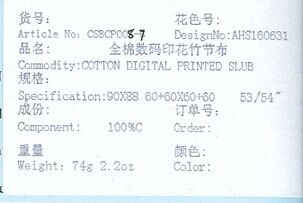 货号: 花色号:
Article No: CSBCP008-7 DesignNo:AHS160631
品名: 全棉数码印花竹节布
Commodity:COTTON DIGITAL PRINTED SLUB
规格:
Specification:90X88 60+60X60+60 53/54"
成份: 订单号:
Component: 100%C Order:
重量 颜色:
Weight: 74g 2.2oz Color: